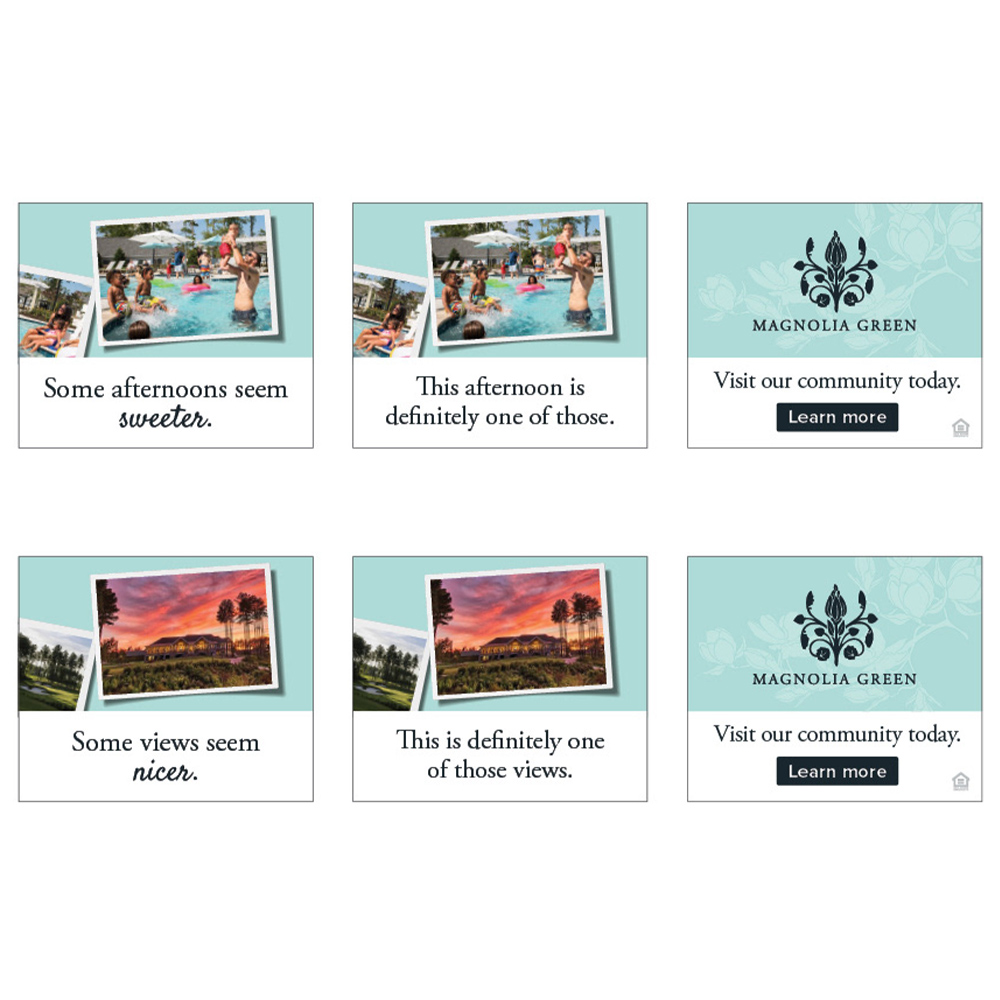 Some afternoons seem
sweeter.
This afternoon is
definitely one of those.
MAGNOLIA GREEN
Visit our community today.
Learn more
Some views seem
nicer.
This is definitely one
of those views.
MAGNOLIA GREEN
Visit our community today.
Learn more